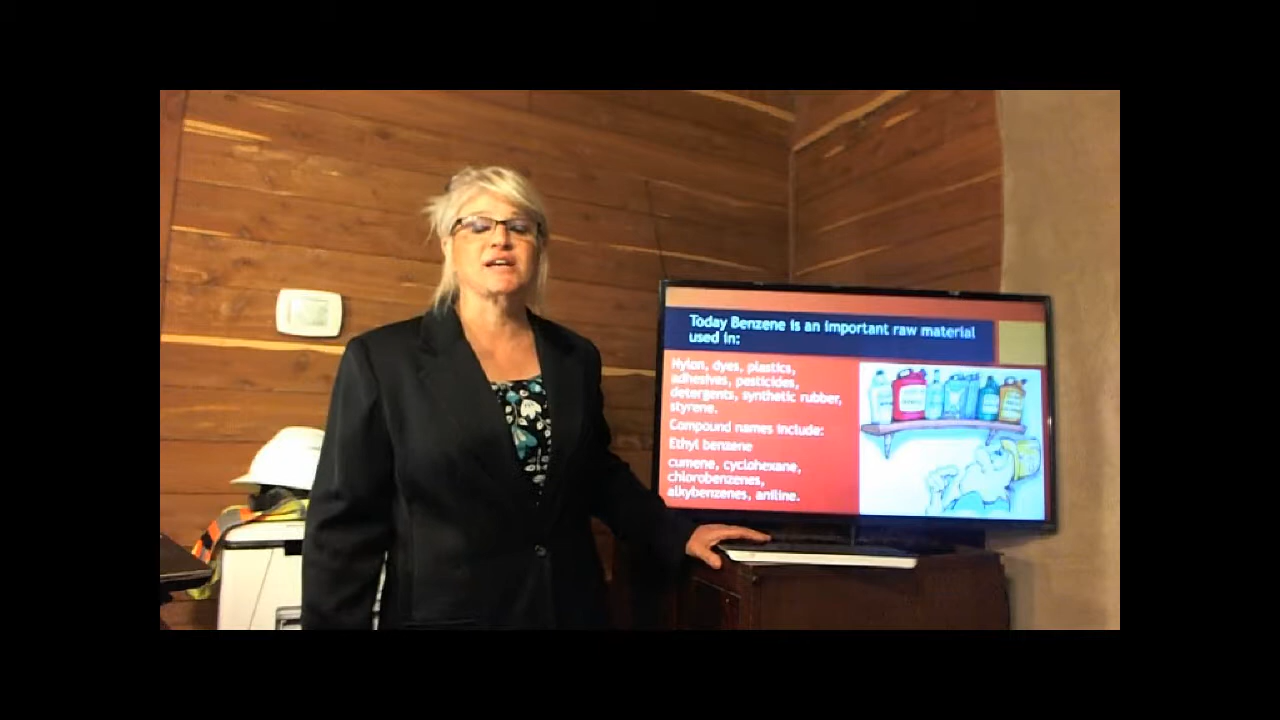 Today Benzene is an important raw material
used in:
Nylon, dyes, plastics,
adhesives, pesticides,
detergents, synthetic rubber,
styrene.
Compound names include:
Ethyl benzene
cumene, cyclohexane,
chlorobenzenes,
alkybenzenes, aniline.